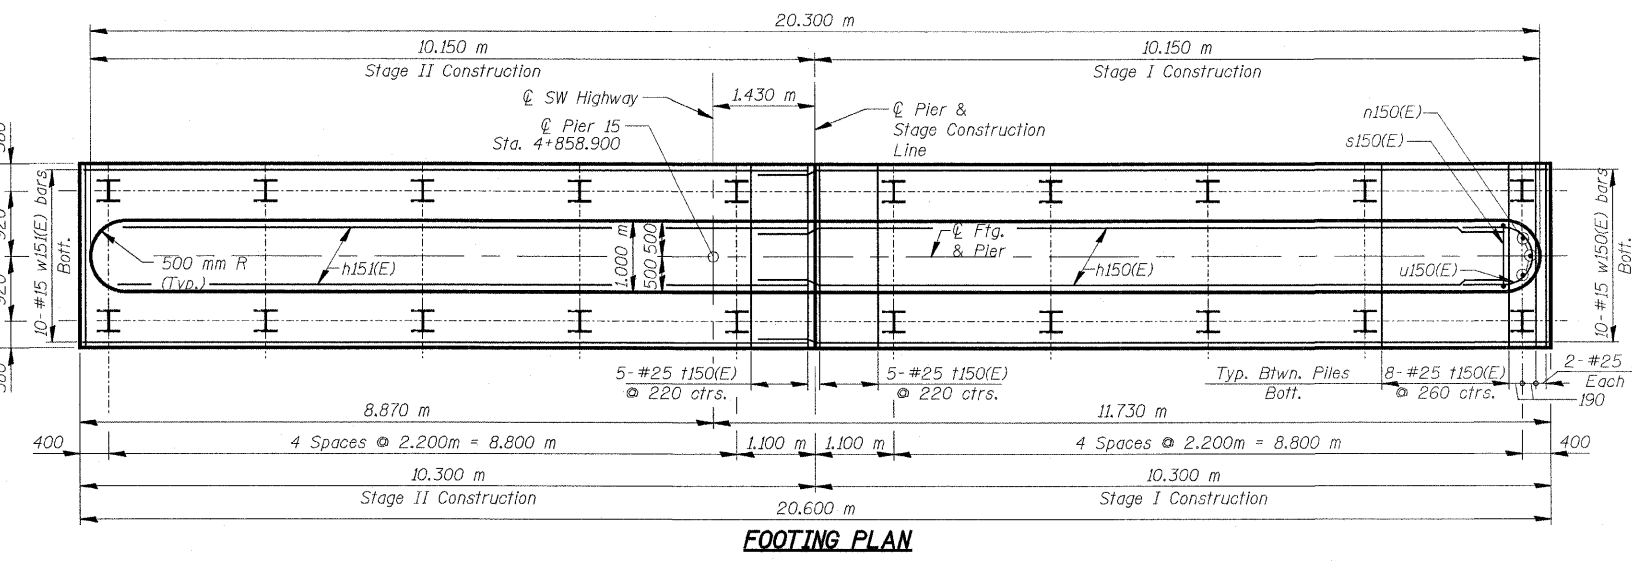 20.300 m
10.150 m
10.150 m
Stage II Construction
Stage I Construction
℄ SW Highway
1.430 m
℄ Pier &
Stage Construction
Line
n150(E)
℄ Pier 15
Sta. 4+858.900
s150(E)
920
920
10-#15 w151(E) bars
Bott.
500 mm R
(Typ.)
h151(E)
1.000 m
500
500
℄ Ftg.
& Pier
h150(E)
u150(E)
10-#15 w150(E) bars
Bott.
5-#25 t150(E)
@ 220 ctrs.
5-#25 t150(E)
@ 220 ctrs.
Typ. Btwn. Piles
Bott.
8-#25 t150(E)
@ 260 ctrs.
2-#25
Each
190
8.870 m
11.730 m
400
4 Spaces @ 2.200m = 8.800 m
1.100 m
1.100 m
4 Spaces @ 2.200m = 8.800 m
400
10.300 m
10.300 m
Stage II Construction
Stage I Construction
20.600 m
FOOTING PLAN